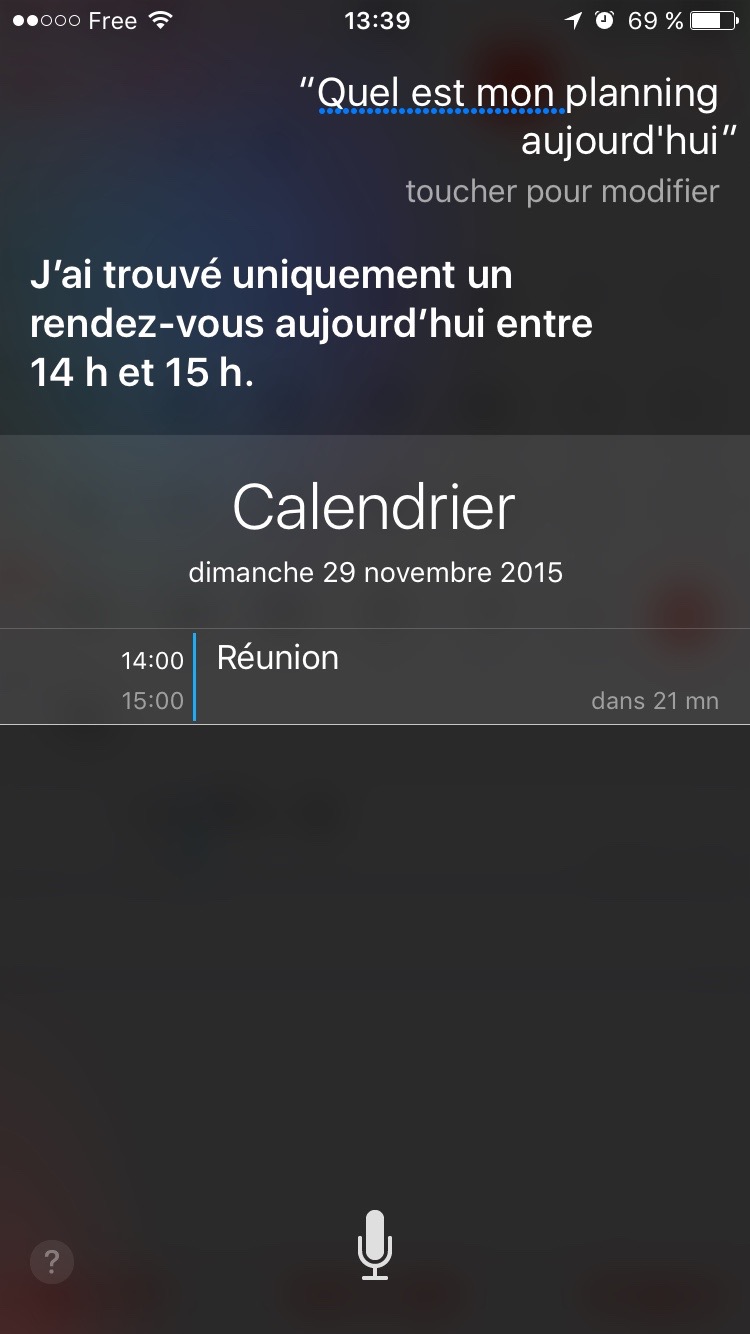 Free 13:39 69 %
“Quel est mon planning
aujourd'hui”
toucher pour modifier
J’ai trouvé uniquement un
rendez-vous aujourd’hui entre
14 h et 15 h.
Calendrier
dimanche 29 novembre 2015
14:00 Réunion
15:00 dans 21 mn
?